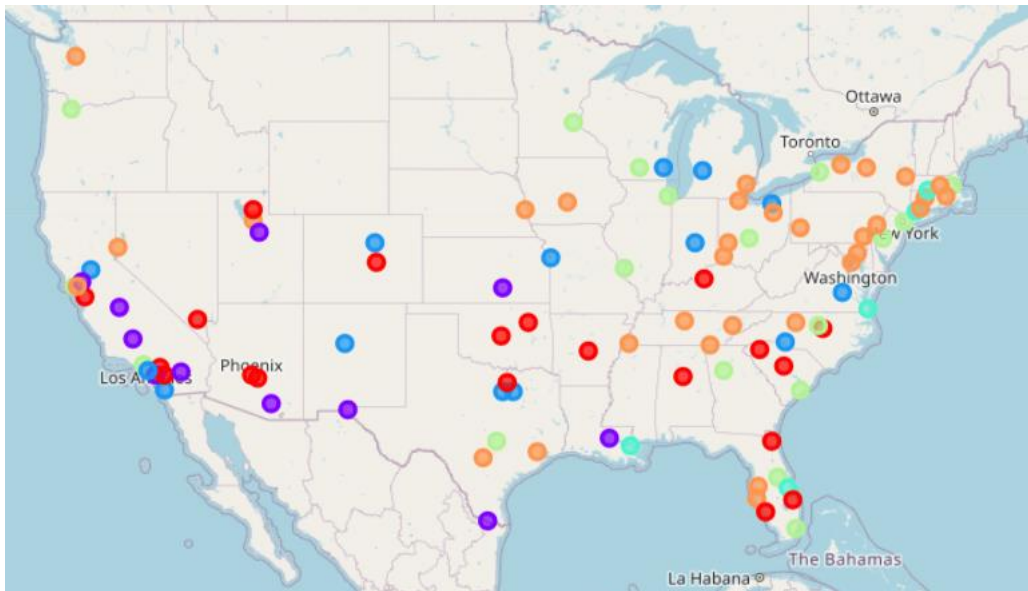 Ottawa
Toronto
New York
Washington
Phoenix
Los Angeles
The Bahamas
La Habana